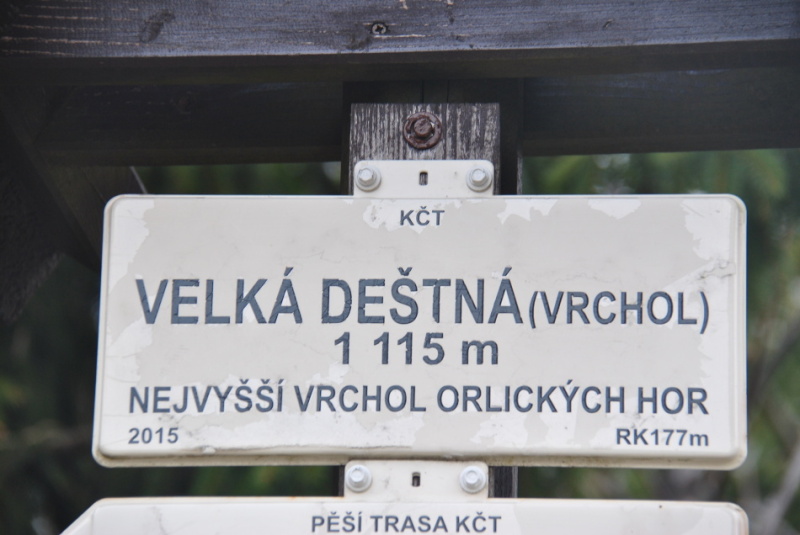 KČT
VELKÁ DEŠTNÁ (VRCHOL)
1 115 m
NEJVYŠŠÍ VRCHOL ORLICKÝCH HOR
2015 RK177m
PĚŠÍ TRASA KČT